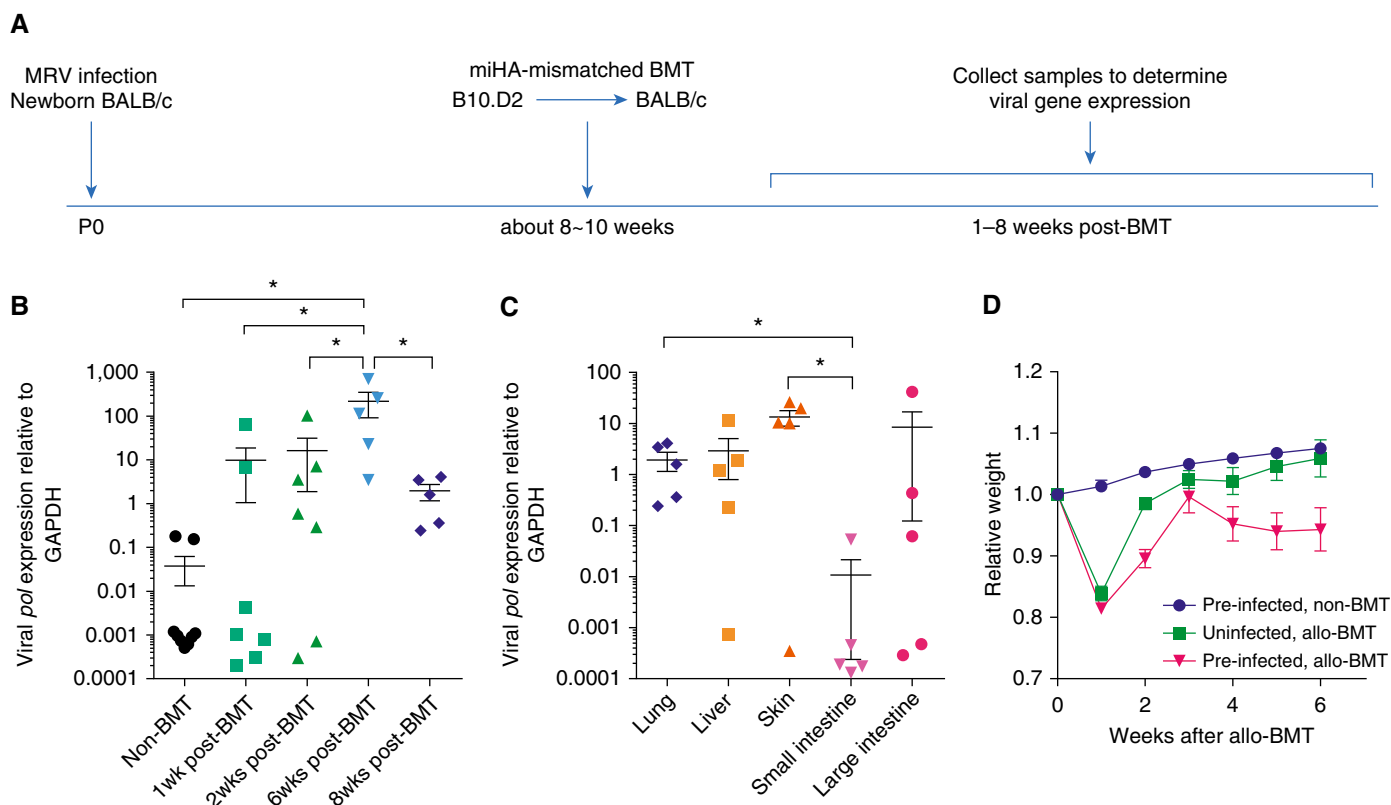 A
MRV infection
Newborn BALB/c
miHA-mismatched BMT
B10.D2 BALB/c
Collect samples to determine
viral gene expression
P0
about 8~10 weeks
1–8 weeks post-BMT
B
Viral pol expression relative to
GAPDH
1,000
100
10
1
0.1
0.01
0.001
0.0001
*
*
*
*
Non-BMT
1wk post-BMT
2wks post-BMT
6wks post-BMT
8wks post-BMT
C
Viral pol expression relative to
GAPDH
100
10
1
0.1
0.01
0.001
0.0001
*
*
Lung
Liver
Skin
Small intestine
Large intestine
D
Relative weight
1.2
1.1
1.0
0.9
0.8
0.7
Pre-infected, non-BMT
Uninfected, allo-BMT
Pre-infected, allo-BMT
0 2 4 6
Weeks after allo-BMT